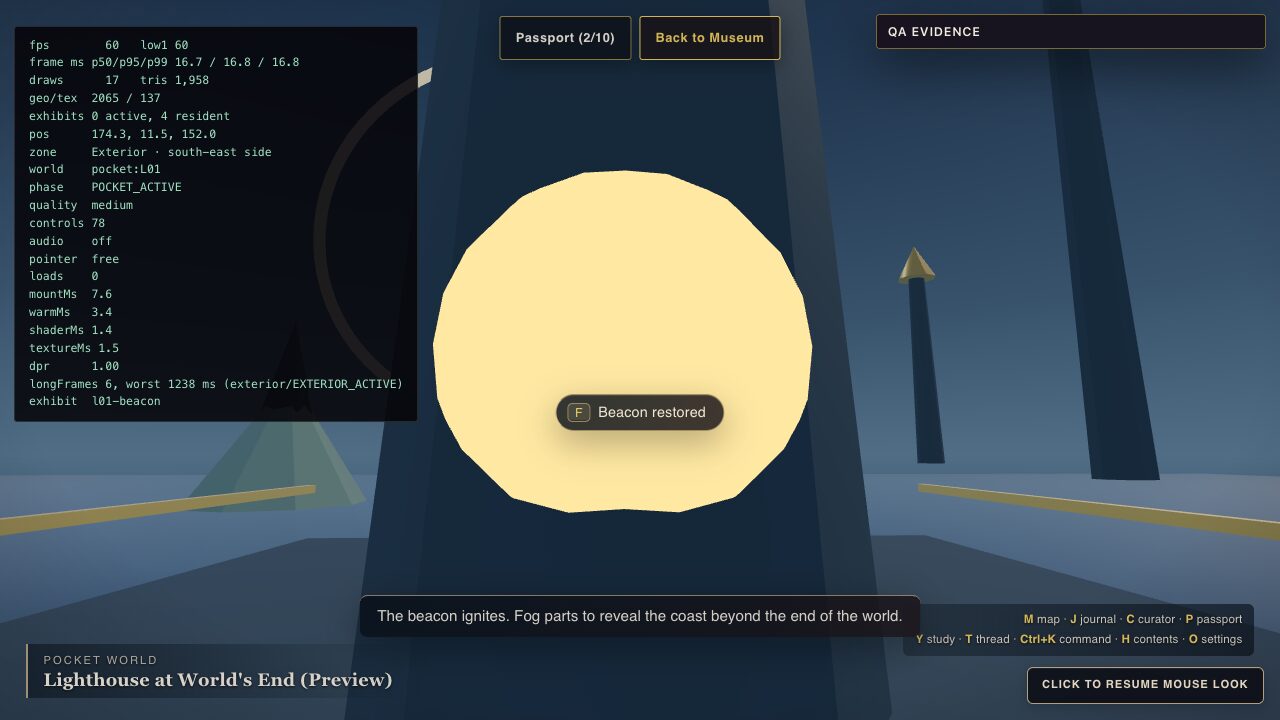 fps 60 low1 60
frame ms p50/p95/p99 16.7 / 16.8 / 16.8
draws 17 tris 1,958
geo/tex 2065 / 137
exhibits 0 active, 4 resident
pos 174.3, 11.5, 152.0
zone Exterior · south-east side
world pocket:L01
phase POCKET_ACTIVE
quality medium
controls 78
audio off
pointer free
loads 0
mountMs 7.6
warmMs 3.4
shaderMs 1.4
textureMs 1.5
dpr 1.00
longFrames 6, worst 1238 ms (exterior/EXTERIOR_ACTIVE)
exhibit l01-beacon
Passport (2/10)
Back to Museum
QA EVIDENCE
F Beacon restored
The beacon ignites. Fog parts to reveal the coast beyond the end of the world.
M map · J journal · C curator · P passport
Y study · T thread · Ctrl+K command · H contents · O settings
POCKET WORLD
Lighthouse at World's End (Preview)
CLICK TO RESUME MOUSE LOOK